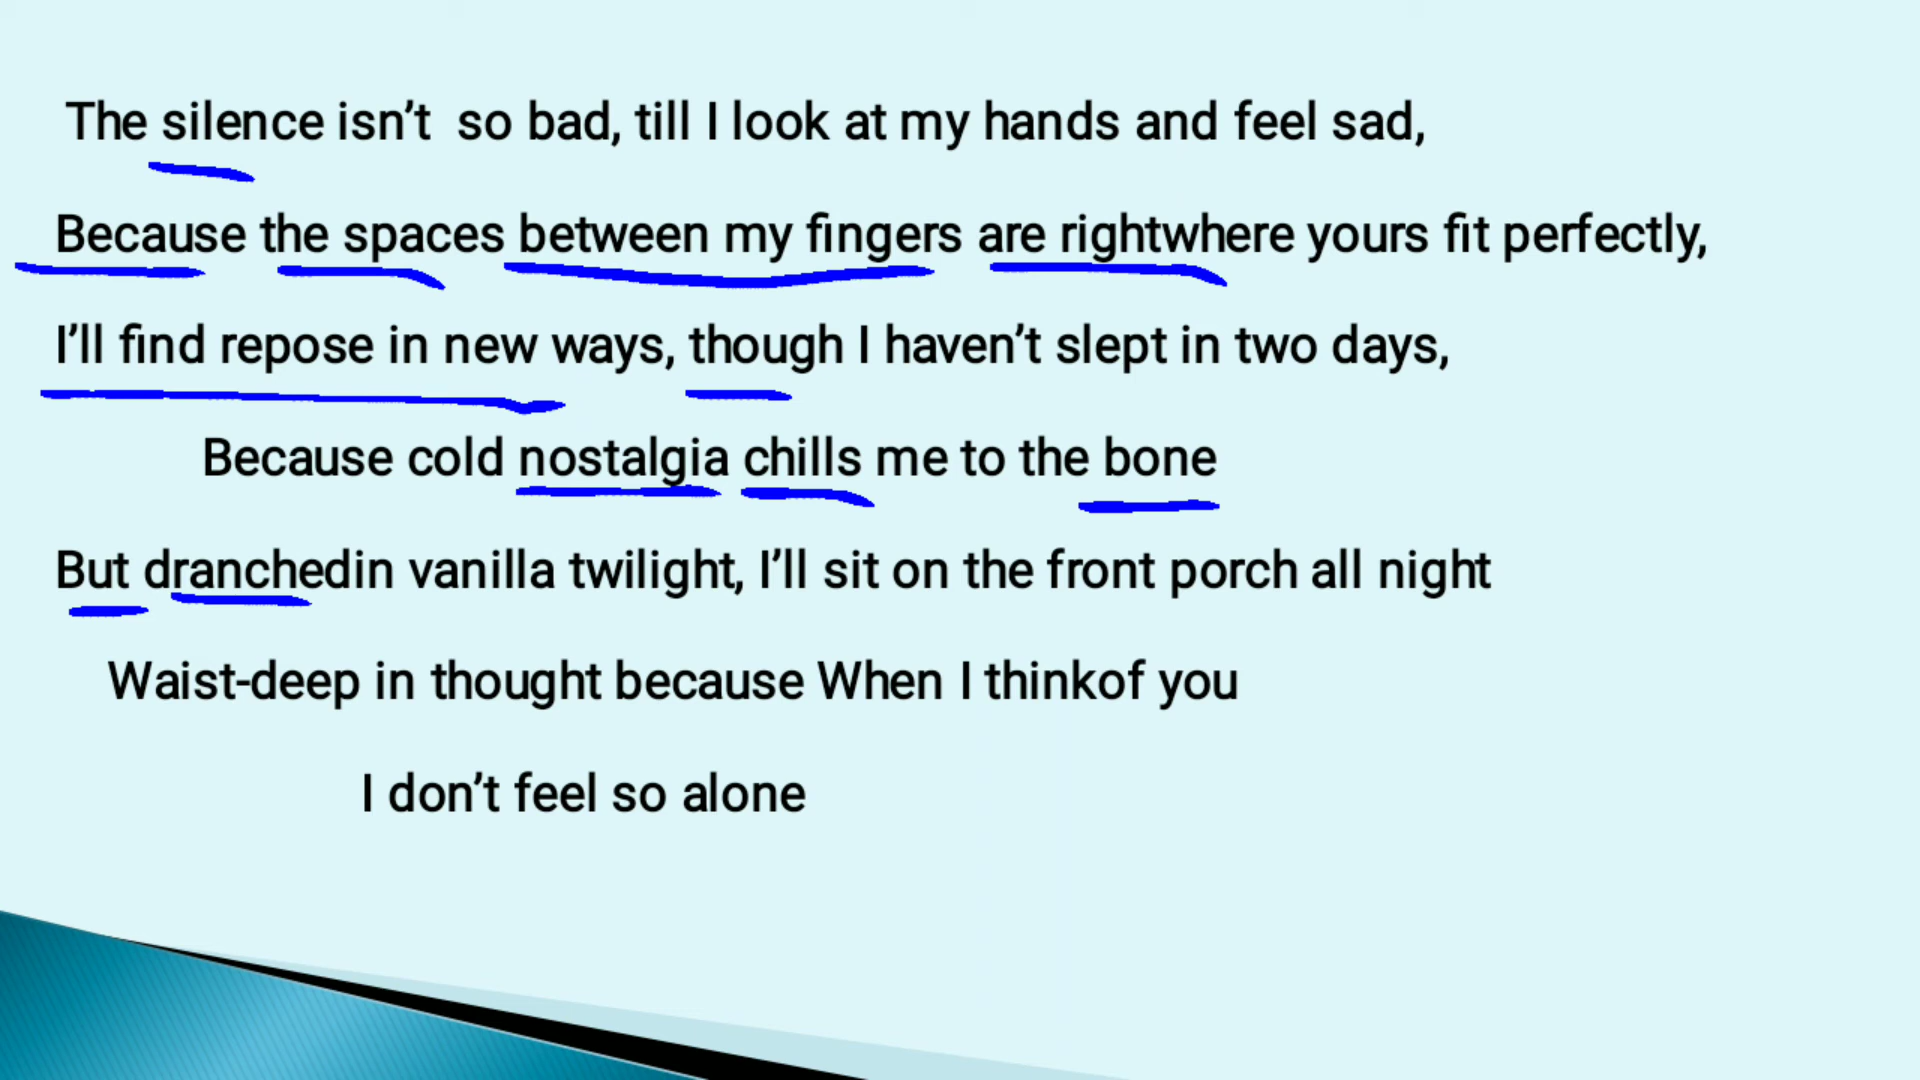 The silence isn’t  so bad, till I look at my hands and feel sad,
Because the spaces between my fingers are rightwhere yours fit perfectly,
I’ll find repose in new ways, though I haven’t slept in two days,
Because cold nostalgia chills me to the bone
But dranchedin vanilla twilight, I’ll sit on the front porch all night
Waist-deep in thought because When I thinkof you
I don’t feel so alone